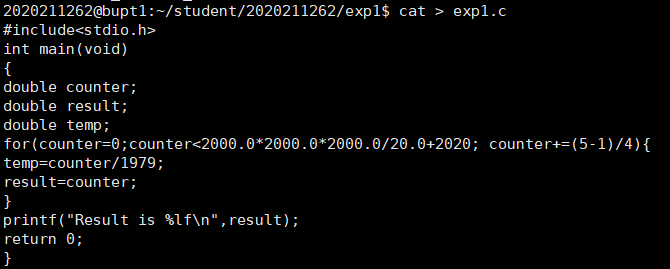 2020211262@bupt1:~/student/2020211262/exp1$ cat > exp1.c
#include<stdio.h>
int main(void)
{
double counter;
double result;
double temp;
for(counter=0;counter<2000.0*2000.0*2000.0/20.0+2020; counter+=(5-1)/4){
temp=counter/1979;
result=counter;
}
printf("Result is %lf\n",result);
return 0;
}